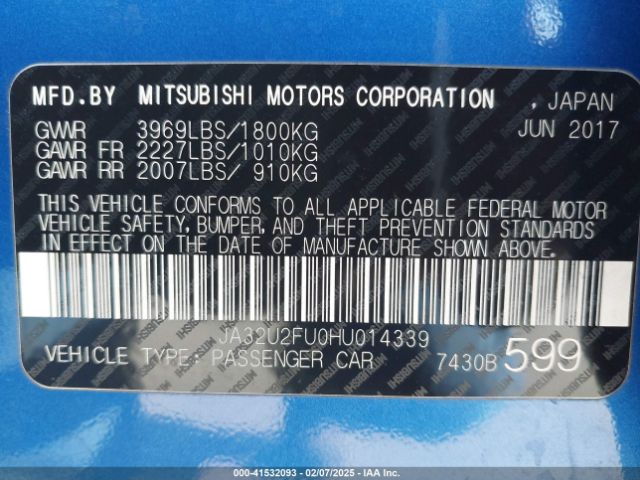 MFD.BY MITSUBISHI MOTORS CORPORATION , JAPAN
GVWR 3969LBS/1800KG JUN 2017
GAWR FR 2227LBS/1010KG
GAWR RR 2007LBS/ 910KG
THIS VEHICLE CONFORMS TO ALL APPLICABLE FEDERAL MOTOR
VEHICLE SAFETY, BUMPER, AND THEFT PREVENTION STANDARDS
IN EFFECT ON THE DATE OF MANUFACTURE SHOWN ABOVE.
JA32U2FU0HU014339
VEHICLE TYPE: PASSENGER CAR 7430B 599
000-41532093 - 02/07/2025 - IAA Inc.